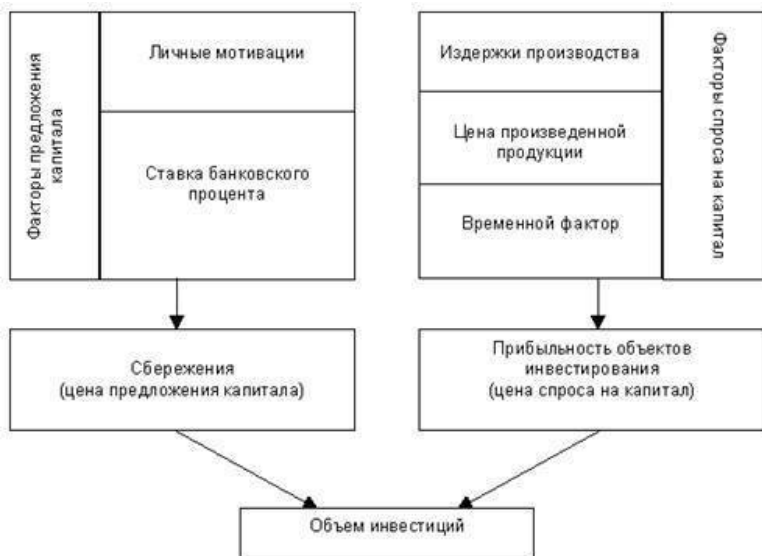 Факторы предложения
капитала
Личные мотивации
Ставка банковского
процента
Издержки производства
Цена произведенной
продукции
Временной фактор
Факторы спроса на капитал
Сбережения
(цена предложения капитала)
Прибыльность объектов
инвестирования
(цена спроса на капитал)
Объем инвестиций